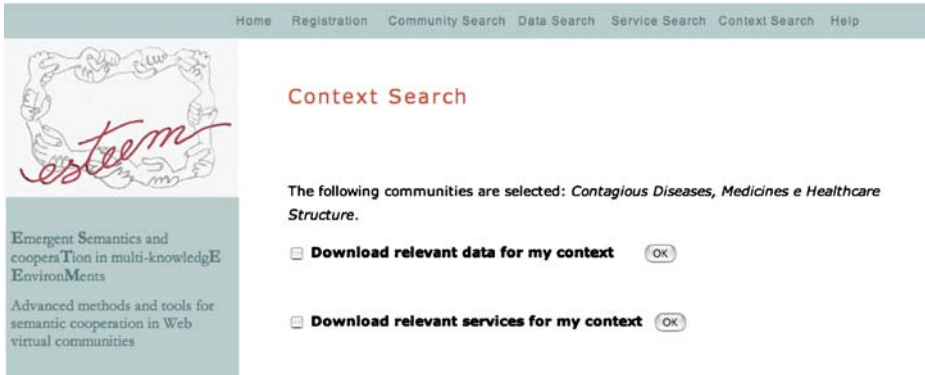 Home Registration Community Search Data Search Service Search Context Search Help
esteem
Emergent Semantics and
cooperaTion in multi-knowledgE
EnvironMents
Advanced methods and tools for
semantic cooperation in Web
virtual communities
Context Search
The following communities are selected: Contagious Diseases, Medicines e Healthcare
Structure.
Download relevant data for my context OK
Download relevant services for my context OK